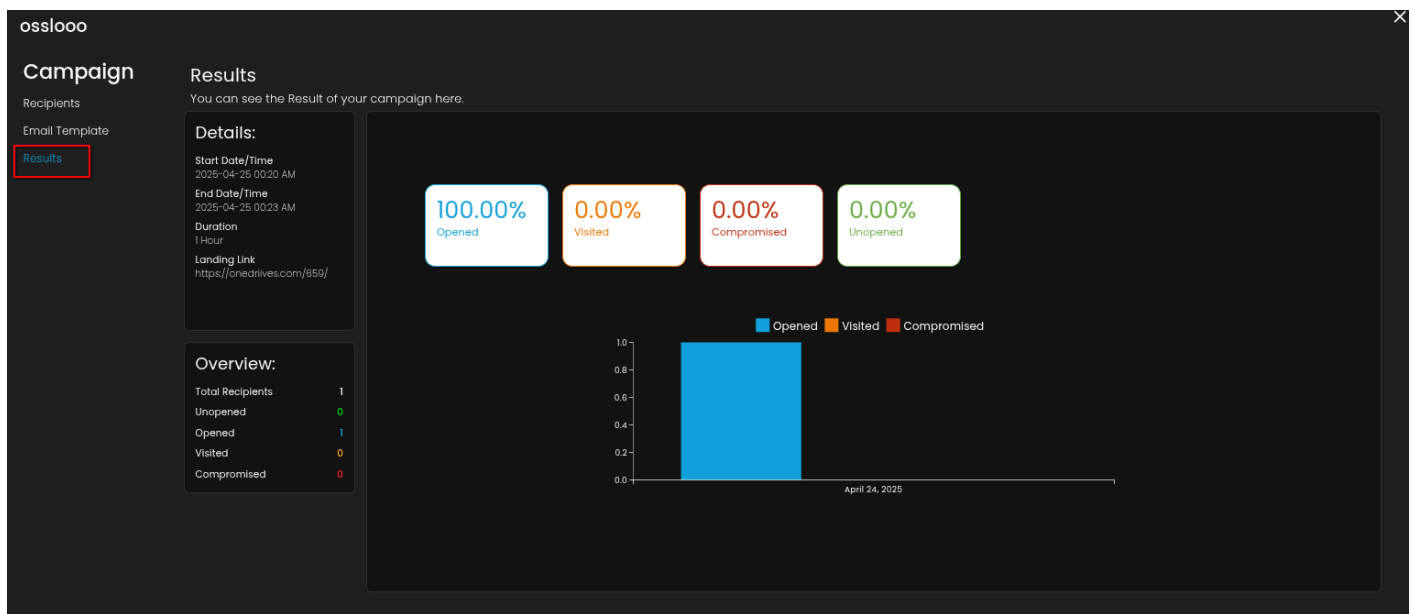 osslooo
Campaign
Recipients
Email Template
Results
Results
You can see the Result of your campaign here.
Details:
Start Date/Time
2025-04-25 00:20 AM
End Date/Time
2025-04-25 00:23 AM
Duration
1 Hour
Landing Link
https://onedriives.com/659/
Overview:
Total Recipients 1
Unopened 0
Opened 1
Visited 0
Compromised 0
100.00%
Opened
0.00%
Visited
0.00%
Compromised
0.00%
Unopened
Opened Visited Compromised
1.0
0.8
0.6
0.4
0.2
0.0
April 24, 2025